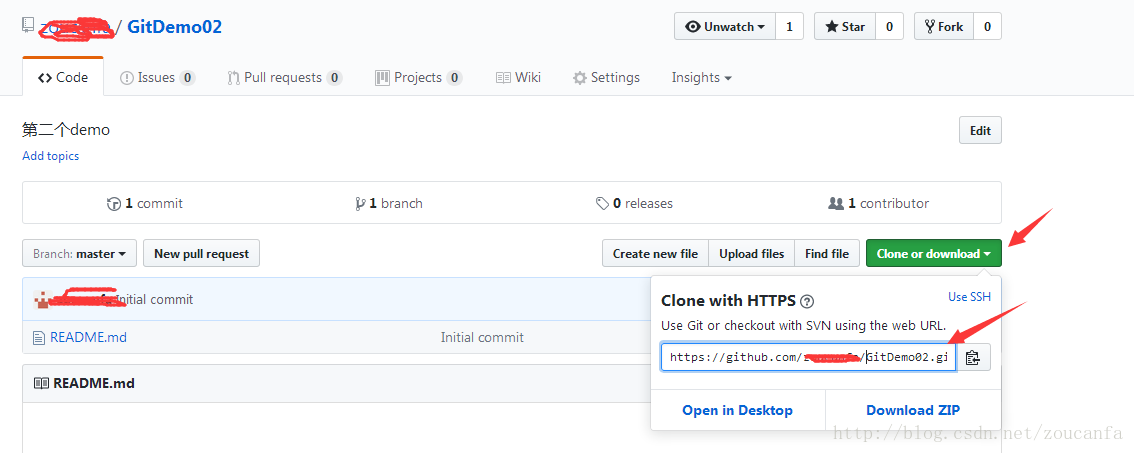 / GitDemo02
Unwatch 1 Star 0 Fork 0
Code Issues 0 Pull requests 0 Projects 0 Wiki Settings Insights
第二个demo
Edit
Add topics
1 commit 1 branch 0 releases 1 contributor
Branch: master New pull request Create new file Upload files Find file Clone or download
Initial commit
README.md Initial commit
README.md
Clone with HTTPS ? Use SSH
Use Git or checkout with SVN using the web URL.
https://github.com/ /GitDemo02.gi
Open in Desktop Download ZIP
http://blog.csdn.net/zoucanfa